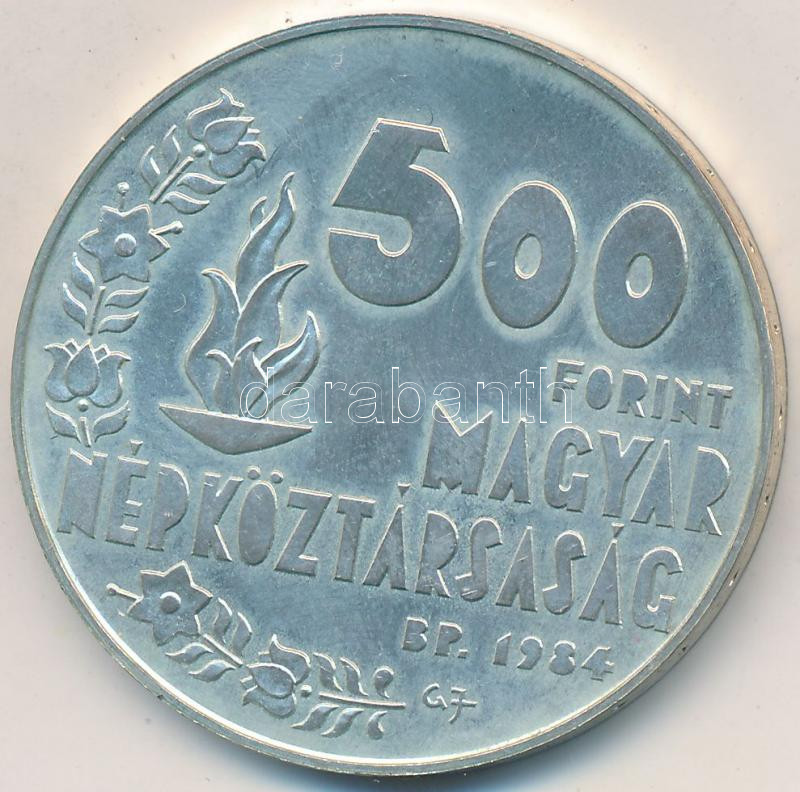 500
FORINT
MAGYAR
NÉPKÖZTÁRSASÁG
BP. 1984
GJ
darabanth